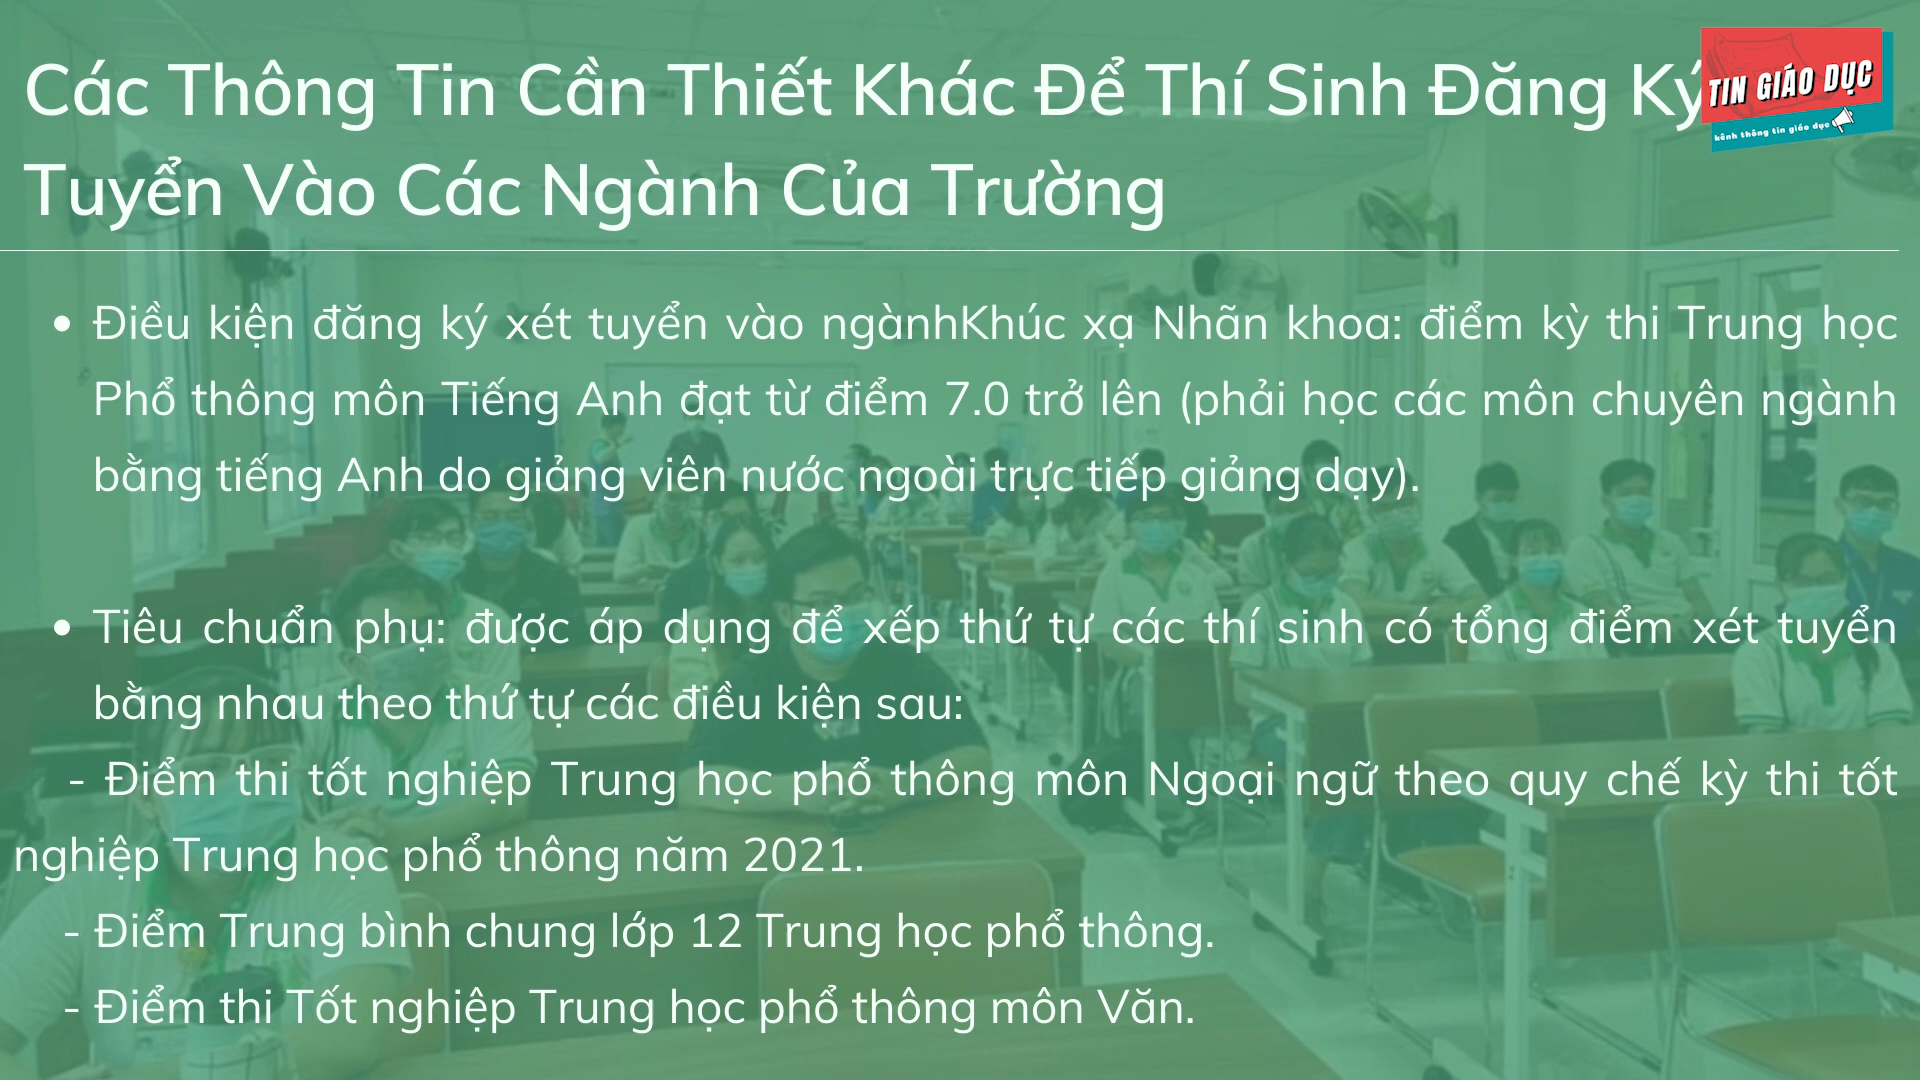 Các Thông Tin Cần Thiết Khác Để Thí Sinh Đăng Ký
Tuyển Vào Các Ngành Của Trường
TIN GIÁO DỤC
kênh thông tin giáo dục
Điều kiện đăng ký xét tuyển vào ngànhKhúc xạ Nhãn khoa: điểm kỳ thi Trung học
Phổ thông môn Tiếng Anh đạt từ điểm 7.0 trở lên (phải học các môn chuyên ngành
bằng tiếng Anh do giảng viên nước ngoài trực tiếp giảng dạy).
Tiêu chuẩn phụ: được áp dụng để xếp thứ tự các thí sinh có tổng điểm xét tuyển
bằng nhau theo thứ tự các điều kiện sau:
- Điểm thi tốt nghiệp Trung học phổ thông môn Ngoại ngữ theo quy chế kỳ thi tốt
nghiệp Trung học phổ thông năm 2021.
- Điểm Trung bình chung lớp 12 Trung học phổ thông.
- Điểm thi Tốt nghiệp Trung học phổ thông môn Văn.